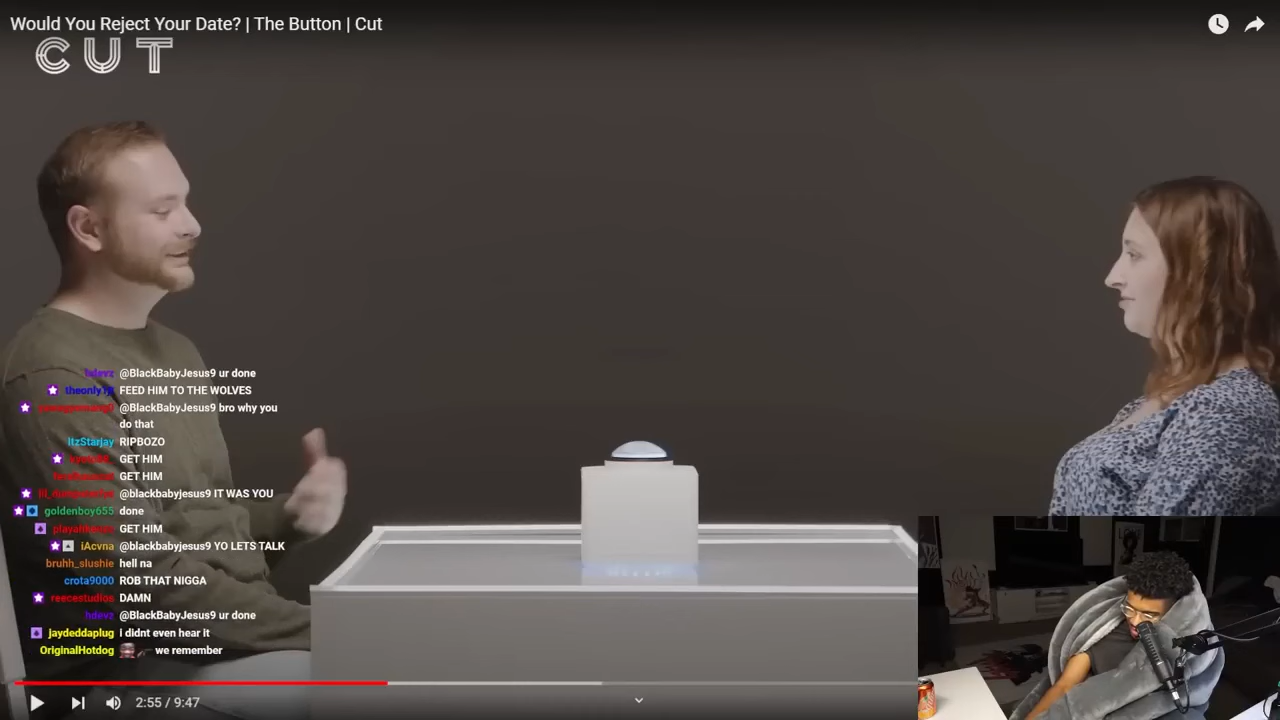 Would You Reject Your Date? | The Button | Cut
CUT
hdevz @BlackBabyJesus9 ur done
FEED HIM TO THE WOLVES
@BlackBabyJesus9 bro why you
do that
ItzStarjay RIPBOZO
GET HIM
GET HIM
@blackbabyjesus9 IT WAS YOU
goldenboy655 done
GET HIM
iAcvna @blackbabyjesus9 YO LETS TALK
bruhh_slushie hell na
crota9000 ROB THAT NIGGA
reecestudios DAMN
hdevz @BlackBabyJesus9 ur done
jaydeddaplug i didnt even hear it
OriginalHotdog we remember
2:55 / 9:47